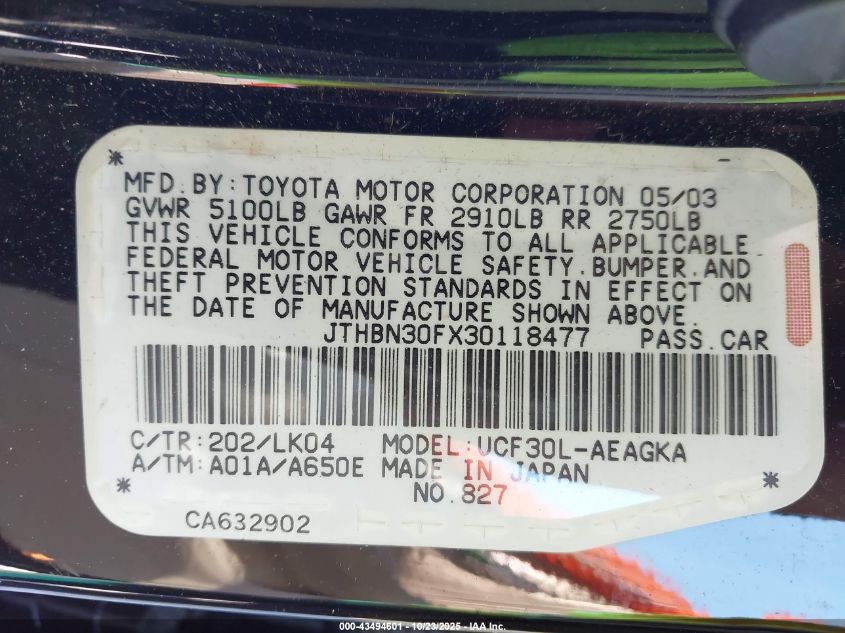 MFD.BY:TOYOTA MOTOR CORPORATION 05/03
GVWR 5100LB GAWR FR 2910LB RR 2750LB
THIS VEHICLE CONFORMS TO ALL APPLICABLE
FEDERAL MOTOR VEHICLE SAFETY.BUMPER.AND
THEFT PREVENTION STANDARDS IN EFFECT ON
THE DATE OF MANUFACTURE SHOWN ABOVE.
JTHBN30FX30118477 PASS.CAR
C/TR:202/LK04 MODEL:UCF30L-AEAGKA
A/TM:A01A/A650E MADE IN JAPAN
NO.827
CA632902
000-43494601 - 10/23/2025 - IAA Inc.